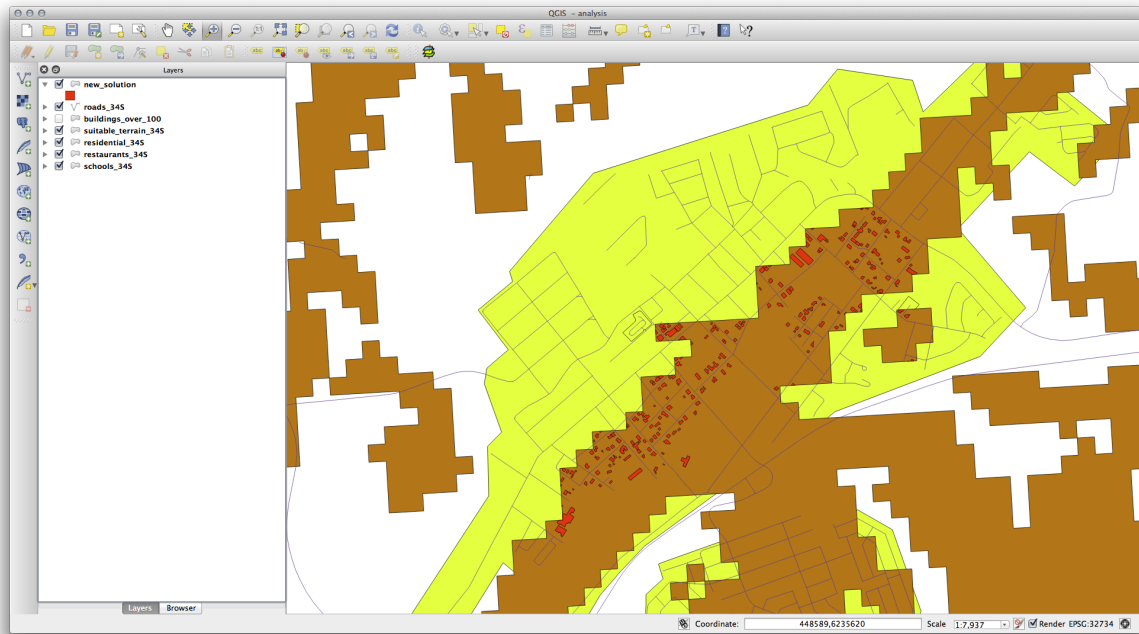 QGIS - analysis
Layers
new_solution
roads_34S
buildings_over_100
suitable_terrain_34S
residential_34S
restaurants_34S
schools_34S
Layers
Browser
Coordinate:
448589,6235620
Scale
1:7,937
Render
EPSG:32734